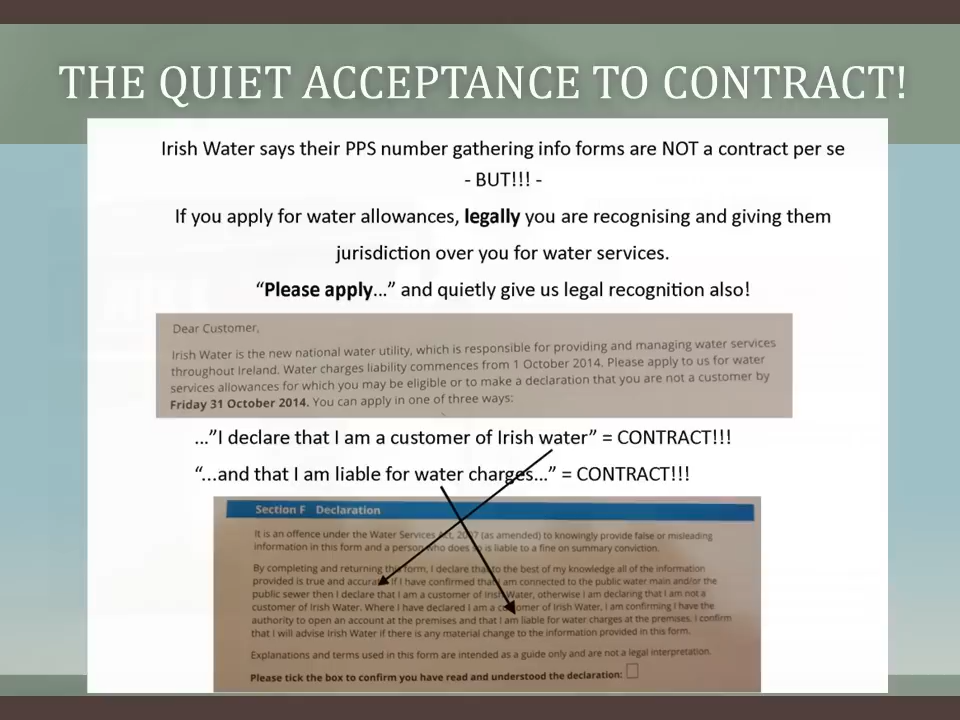 THE QUIET ACCEPTANCE TO CONTRACT!
Irish Water says their PPS number gathering info forms are NOT a contract per se
- BUT!!! -
If you apply for water allowances, legally you are recognising and giving them
jurisdiction over you for water services.
“Please apply...” and quietly give us legal recognition also!
Dear Customer,
Irish Water is the new national water utility, which is responsible for providing and managing water services
throughout Ireland. Water charges liability commences from 1 October 2014. Please apply to us for water
services allowances for which you may be eligible or to make a declaration that you are not a customer by
Friday 31 October 2014. You can apply in one of three ways:
...”I declare that I am a customer of Irish water” = CONTRACT!!!
“...and that I am liable for water charges...” = CONTRACT!!!
Section F Declaration
It is an offence under the Water Services Act, 2007 (as amended) to knowingly provide false or misleading
information in this form and a person who does so is liable to a fine on summary conviction.
By completing and returning this form, I declare that to the best of my knowledge all of the information
provided is true and accurate. If I have confirmed that I am connected to the public water main and/or the
public sewer then I declare that I am a customer of Irish Water, otherwise I am declaring that I am not a
customer of Irish Water. Where I have declared I am a customer of Irish Water, I am confirming I have the
authority to open an account at the premises and that I am liable for water charges at the premises. I confirm
that I will advise Irish Water if there is any material change to the information provided in this form.
Explanations and terms used in this form are intended as a guide only and are not a legal interpretation.
Please tick the box to confirm you have read and understood the declaration: